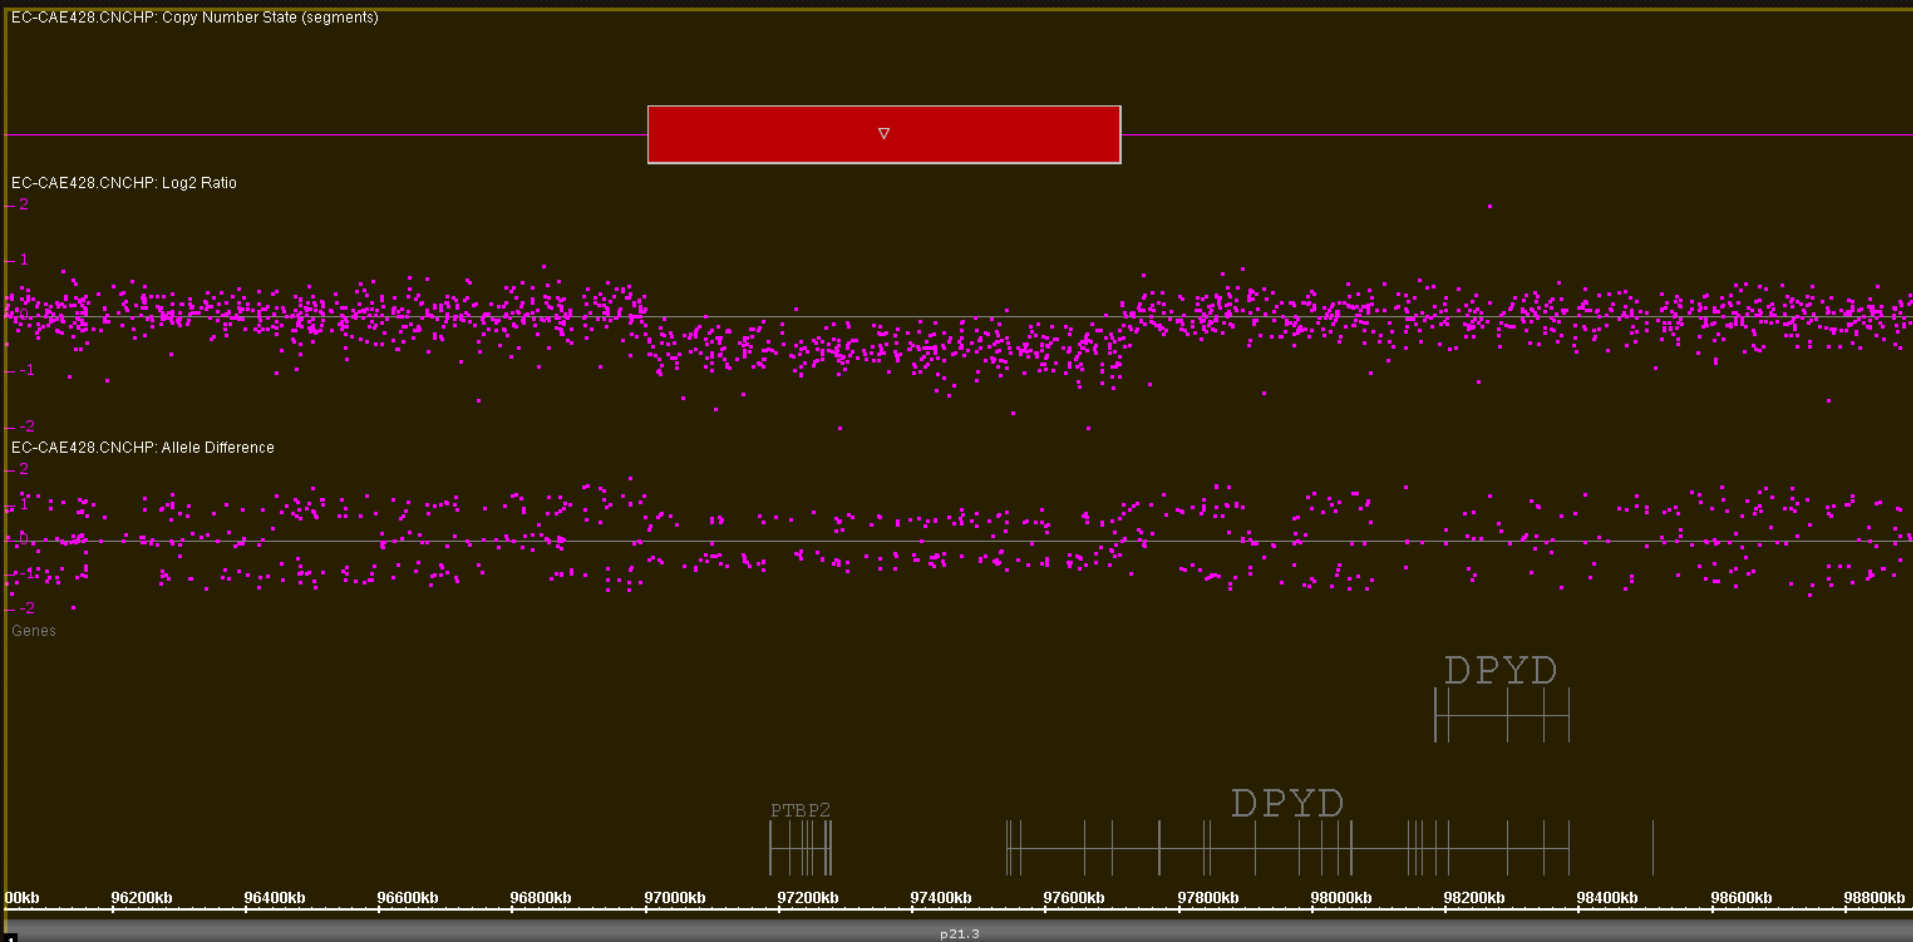 EC-CAE428.CNCHP: Copy Number State (segments)
EC-CAE428.CNCHP: Log2 Ratio
2
1
0
-1
-2
EC-CAE428.CNCHP: Allele Difference
2
1
0
-1
-2
Genes
DPYD
DPYD
PTBP2
00kb 96200kb 96400kb 96600kb 96800kb 97000kb 97200kb 97400kb 97600kb 97800kb 98000kb 98200kb 98400kb 98600kb 98800kb
p21.3
1